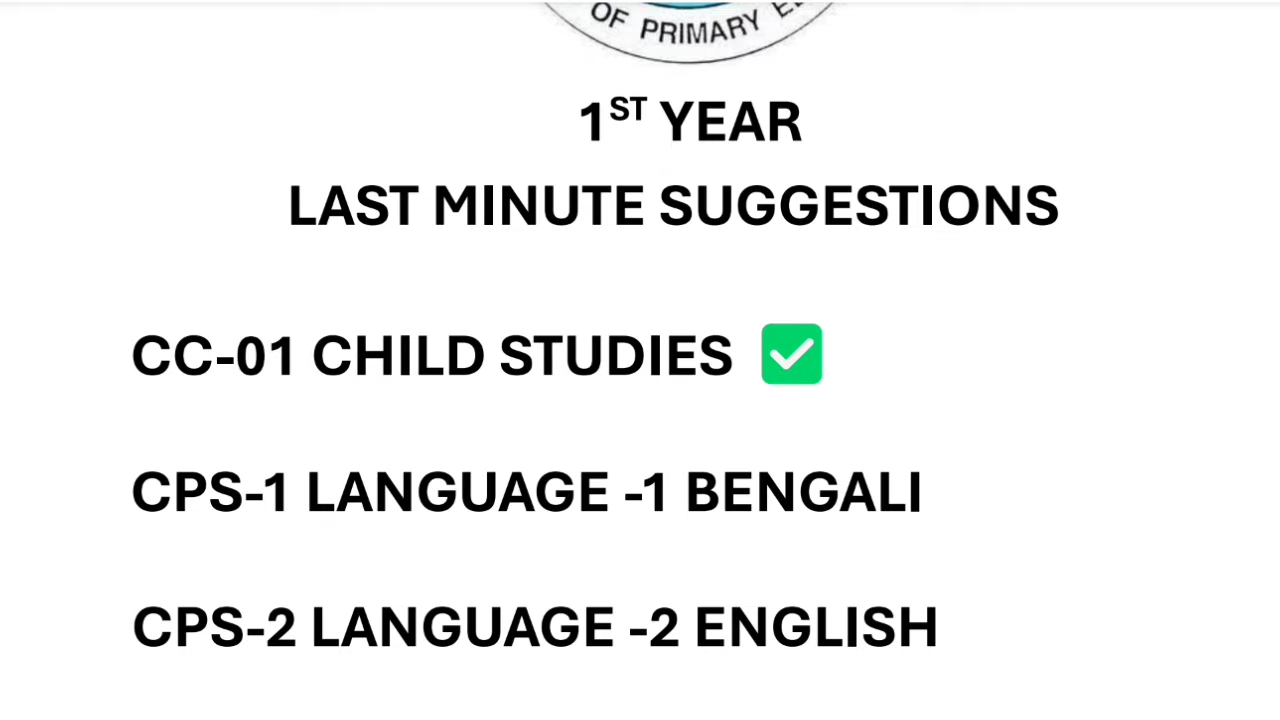 OF PRIMARY
1ST YEAR
LAST MINUTE SUGGESTIONS
CC-01 CHILD STUDIES ✅
CPS-1 LANGUAGE -1 BENGALI
CPS-2 LANGUAGE -2 ENGLISH